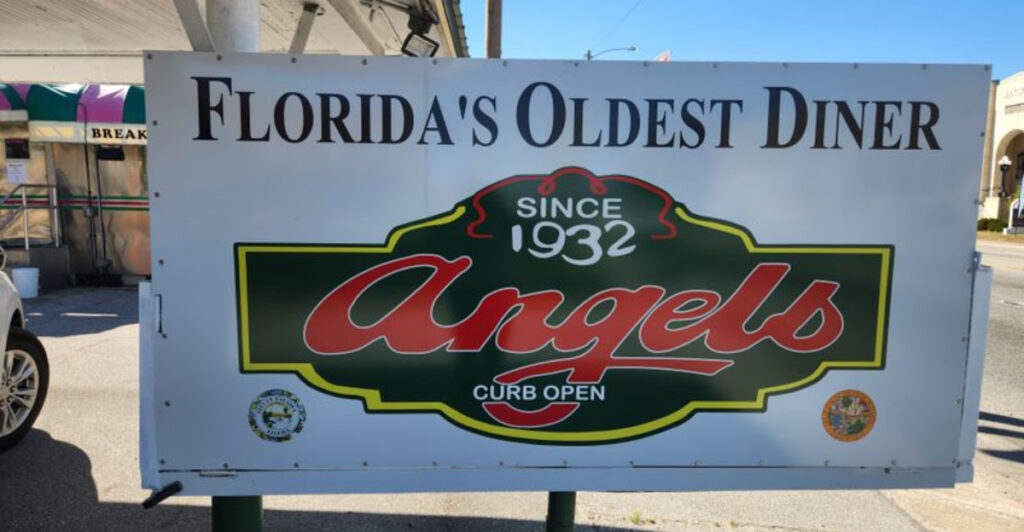 FLORIDA'S OLDEST DINER
BREAK
SINCE
1932
Angels
CURB OPEN